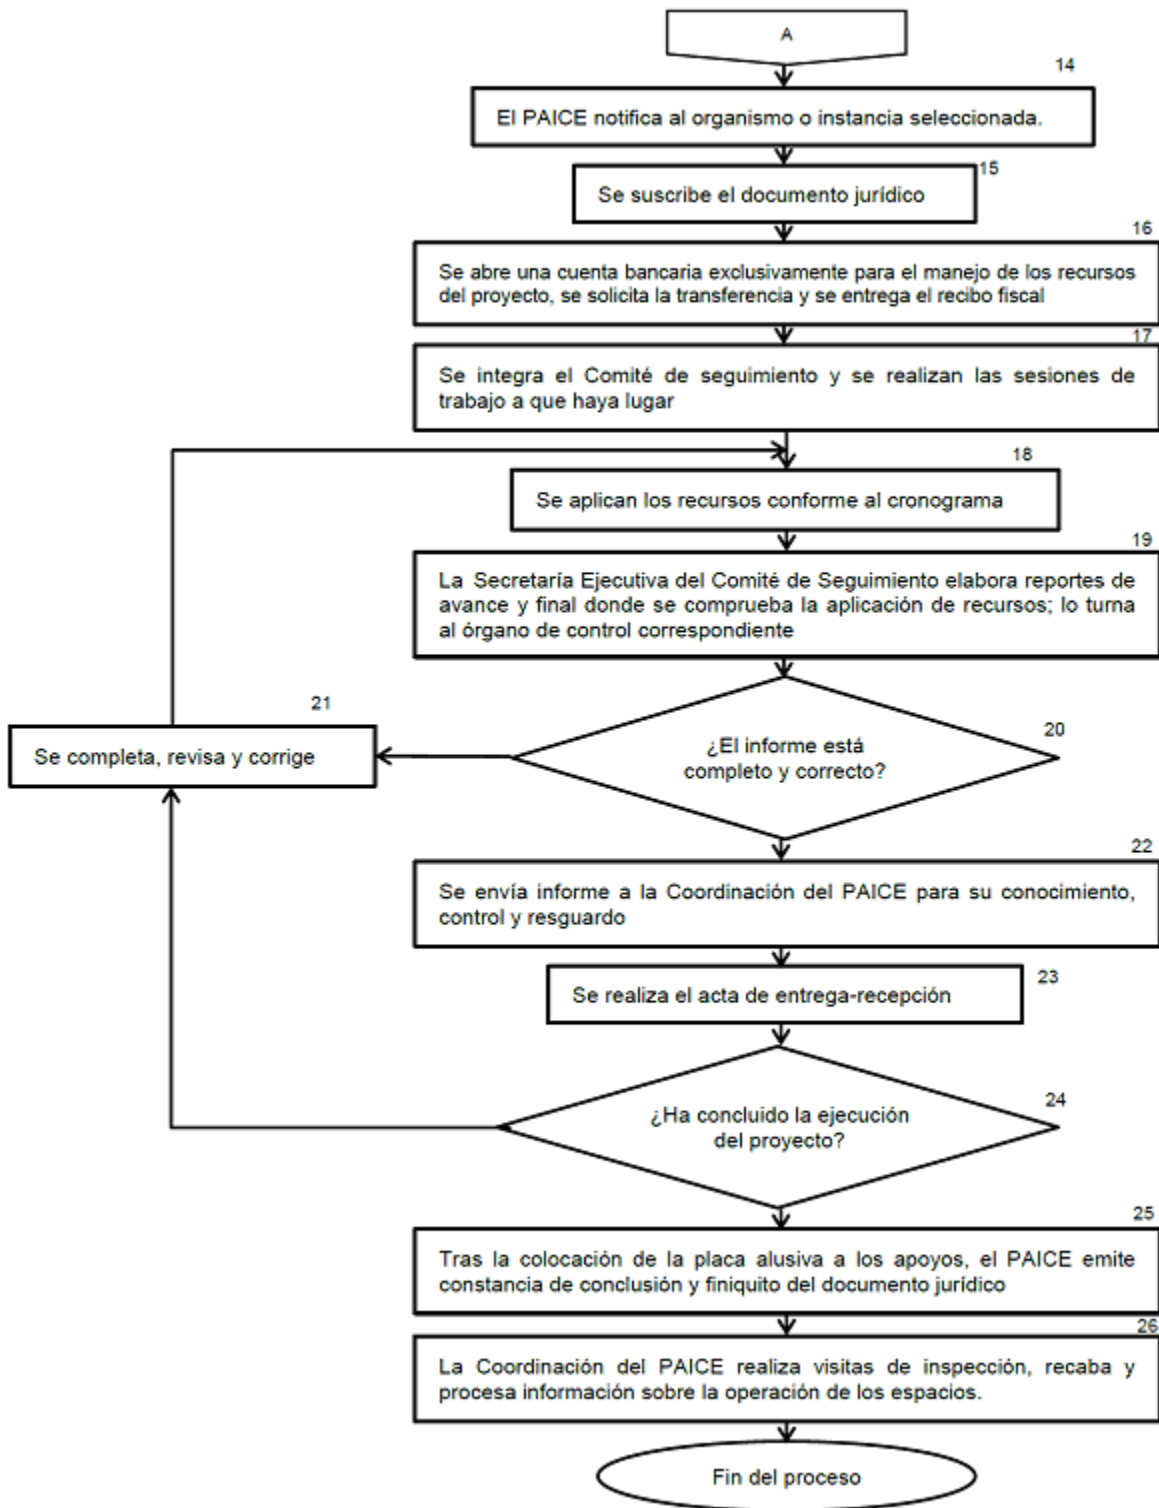 A
14
El PAICE notifica al organismo o instancia seleccionada.
15
Se suscribe el documento jurídico
16
Se abre una cuenta bancaria exclusivamente para el manejo de los recursos
del proyecto, se solicita la transferencia y se entrega el recibo fiscal
17
Se integra el Comité de seguimiento y se realizan las sesiones de
trabajo a que haya lugar
18
Se aplican los recursos conforme al cronograma
19
La Secretaría Ejecutiva del Comité de Seguimiento elabora reportes de
avance y final donde se comprueba la aplicación de recursos; lo turna
al órgano de control correspondiente
20
¿El informe está
completo y correcto?
21
Se completa, revisa y corrige
22
Se envía informe a la Coordinación del PAICE para su conocimiento,
control y resguardo
23
Se realiza el acta de entrega-recepción
24
¿Ha concluido la ejecución
del proyecto?
25
Tras la colocación de la placa alusiva a los apoyos, el PAICE emite
constancia de conclusión y finiquito del documento jurídico
26
La Coordinación del PAICE realiza visitas de inspección, recaba y
procesa información sobre la operación de los espacios.
Fin del proceso